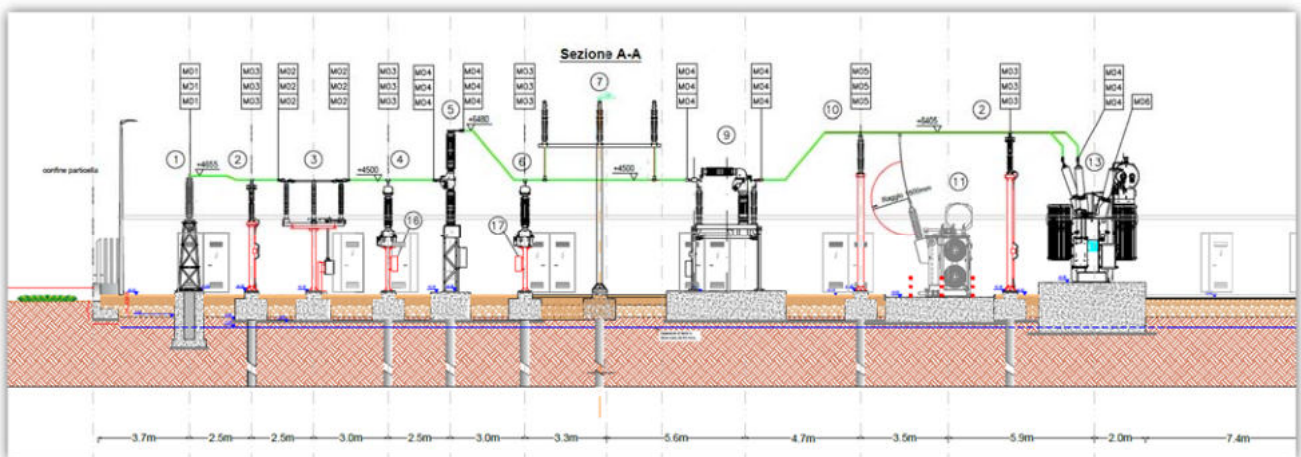 Sezione A-A
M01 M03 M02 M02 M03 M04 M04 M03 M04 M04 M05 M03 M04
M01 M03 M02 M02 M03 M04 M04 M03 M04 M04 M05 M03 M04
M01 M03 M02 M02 M03 M04 M04 M03 M04 M04 M05 M03 M04 M06
7
5 10 2
+6480 +6405
confine particella
1 2 3 4 6 9 13
+4655 +4500 +4500
11
16 17
3.7m 2.5m 2.5m 3.0m 2.5m 3.0m 3.3m 5.6m 4.7m 3.5m 5.9m 2.0m 7.4m